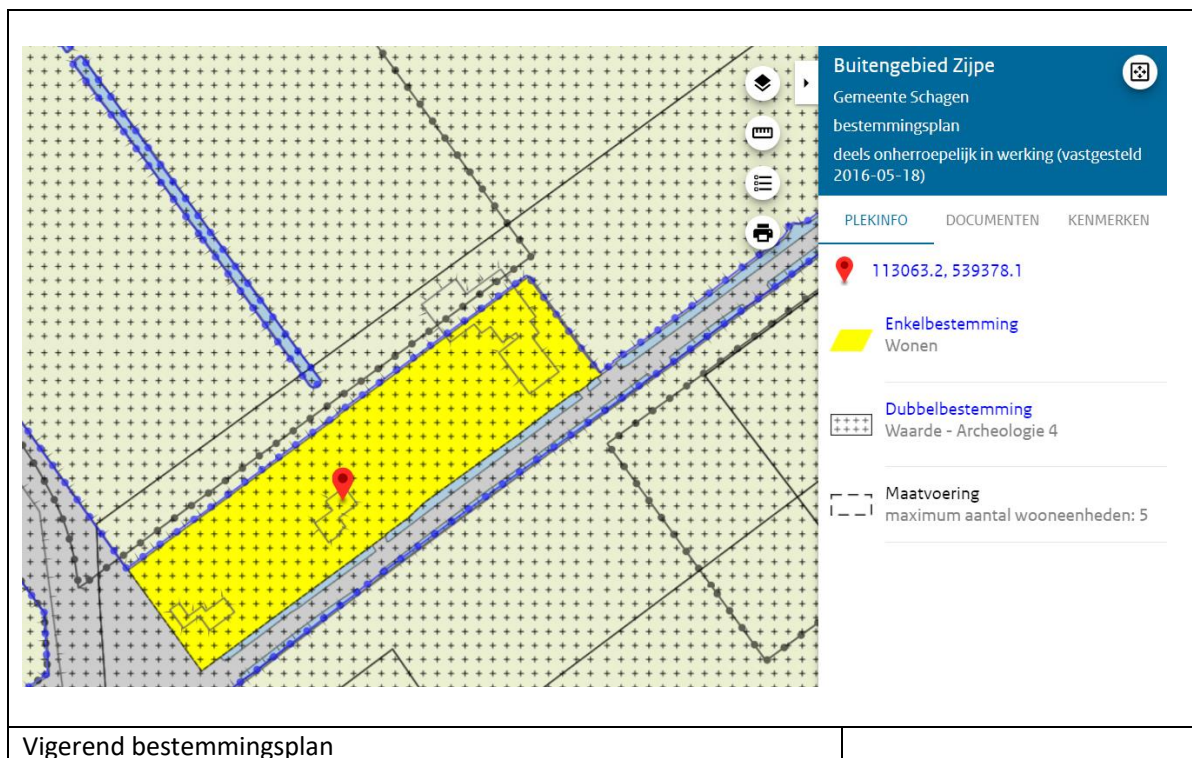 Buitengebied Zijpe
Gemeente Schagen
bestemmingsplan
deels onherroepelijk in werking (vastgesteld
2016-05-18)
PLEKINFO DOCUMENTEN KENMERKEN
113063.2, 539378.1
Enkelbestemming
Wonen
Dubbelbestemming
Waarde - Archeologie 4
Maatvoering
maximum aantal wooneenheden: 5
Vigerend bestemmingsplan